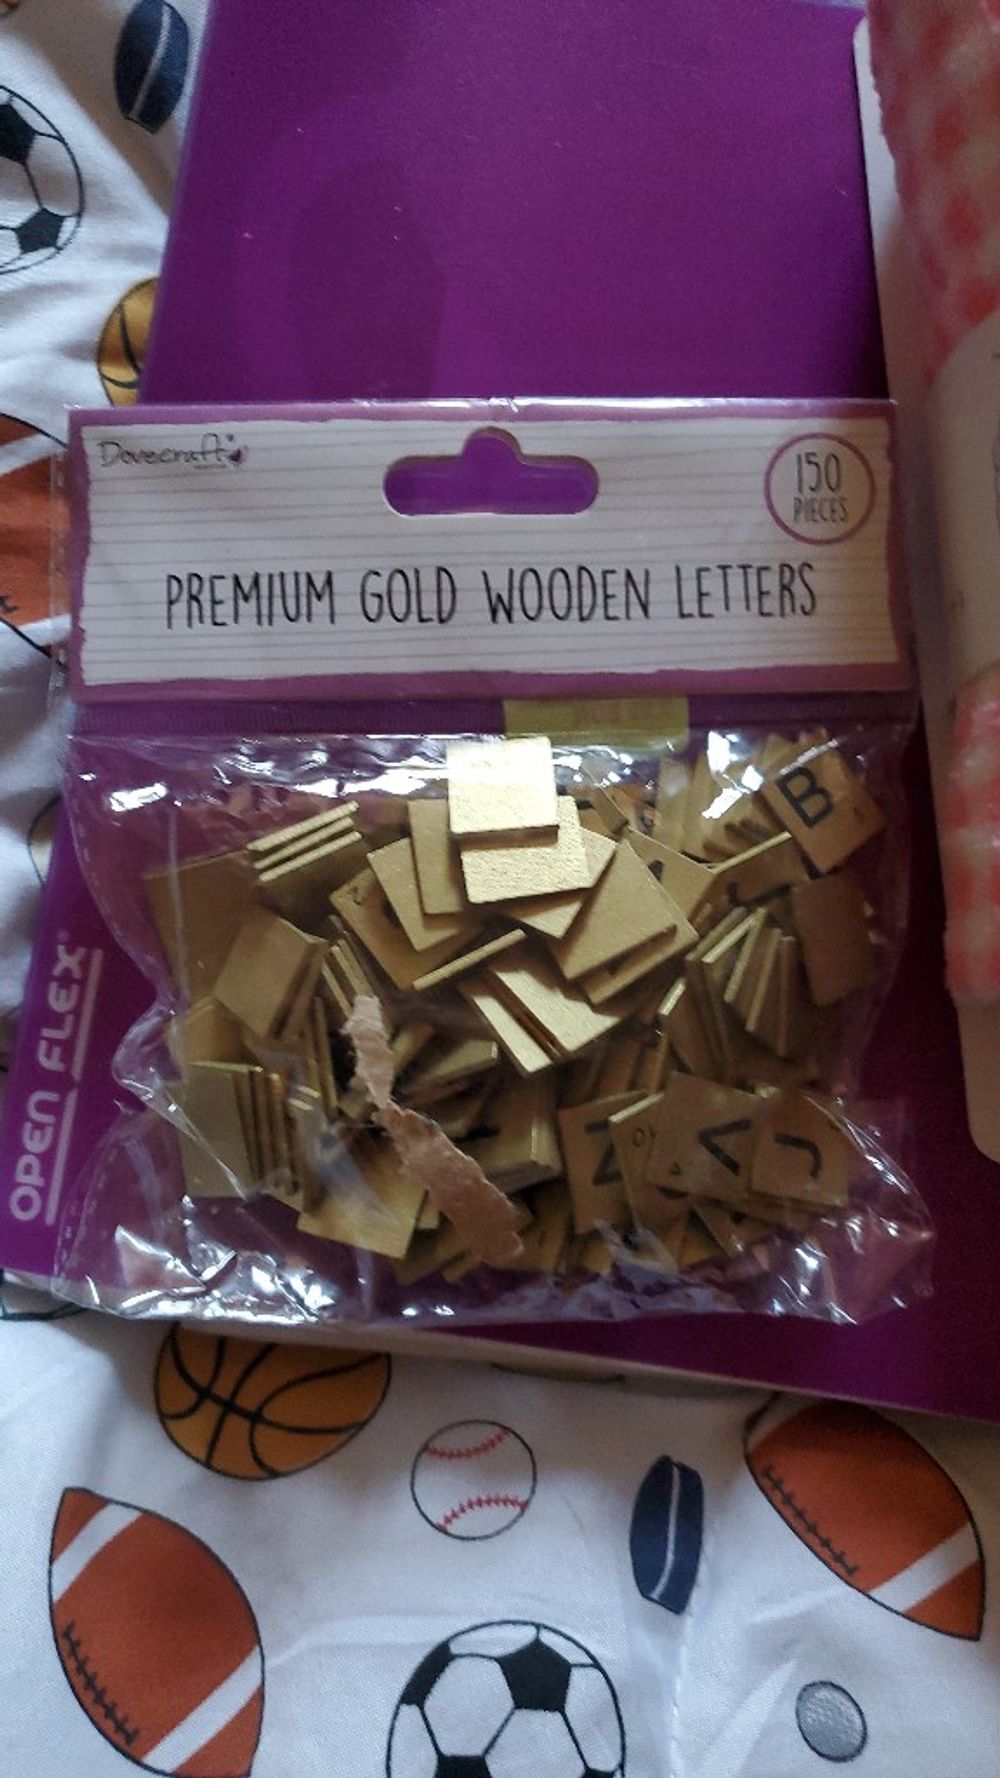 Dovecraft
150
PIECES
PREMIUM GOLD WOODEN LETTERS
B
OPEN FLEX